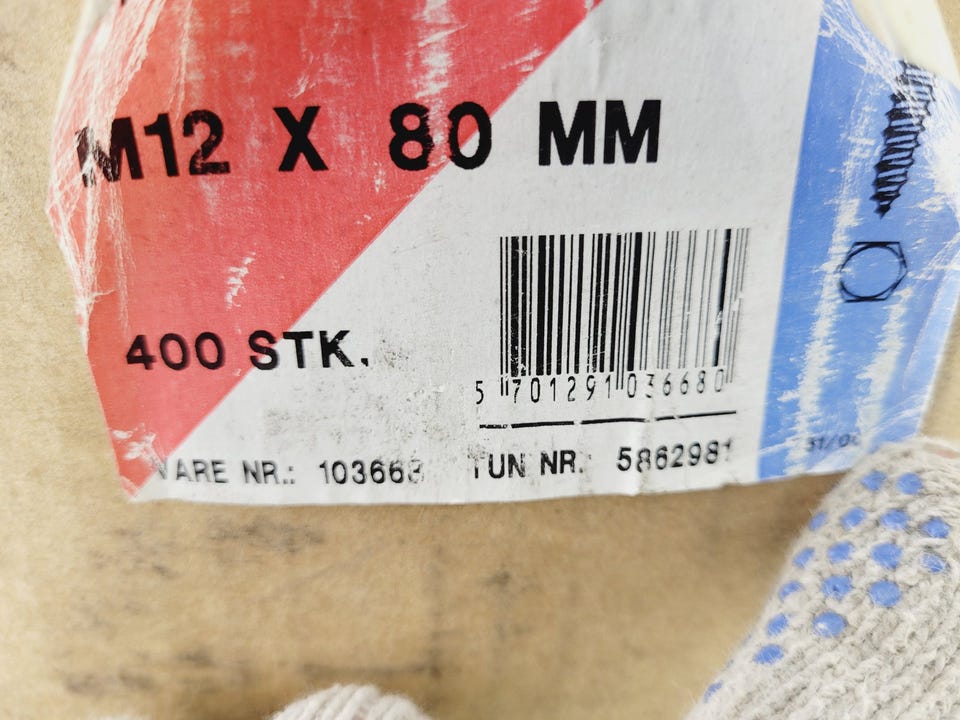 M12 X 80 MM
400 STK.
5 701291 036680
VARE NR.: 103668 TUN NR. 5862981